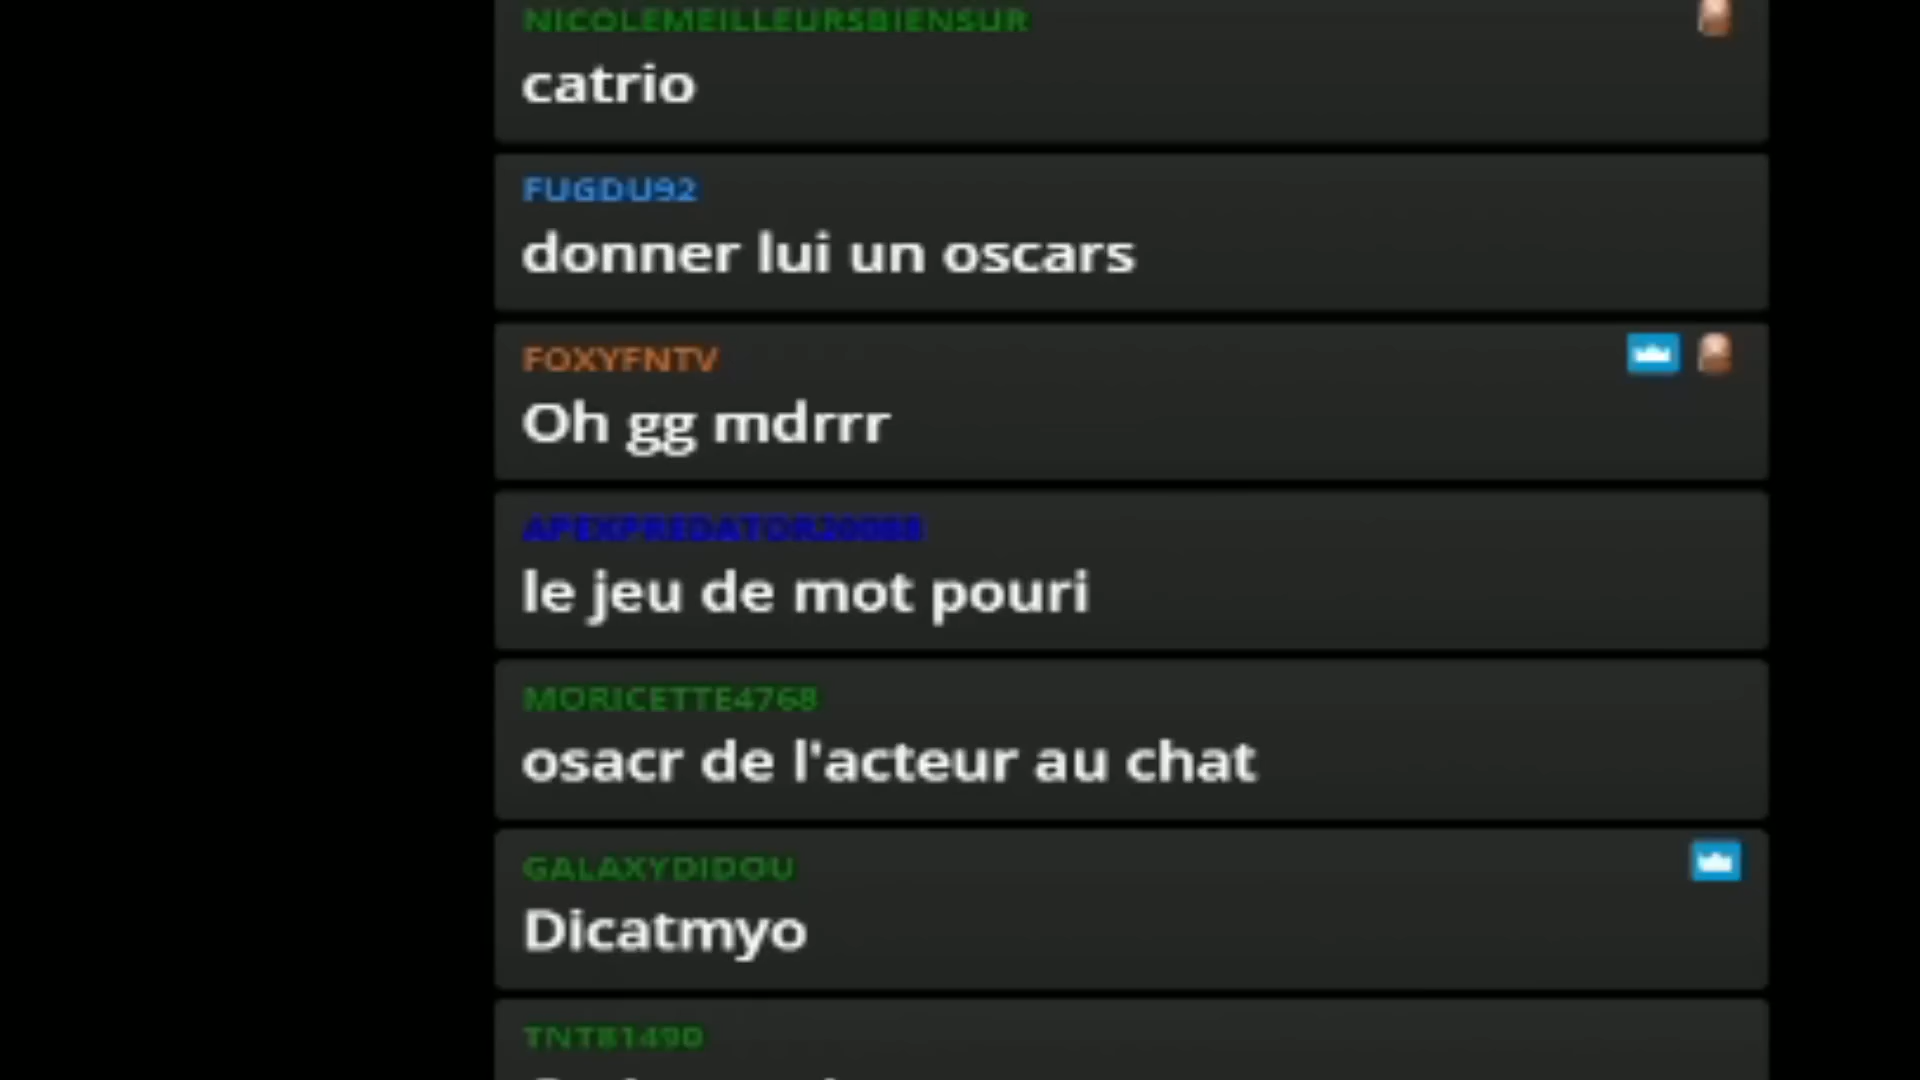 NICOLEMEILLEURSBIENSUR
catrio
FUGDU92
donner lui un oscars
FOXYFNTV
Oh gg mdrrr
APEXPREDATOR20088
le jeu de mot pouri
MORICETTE4768
osacr de l'acteur au chat
GALAXYDIDOU
Dicatmyo
TNT81490